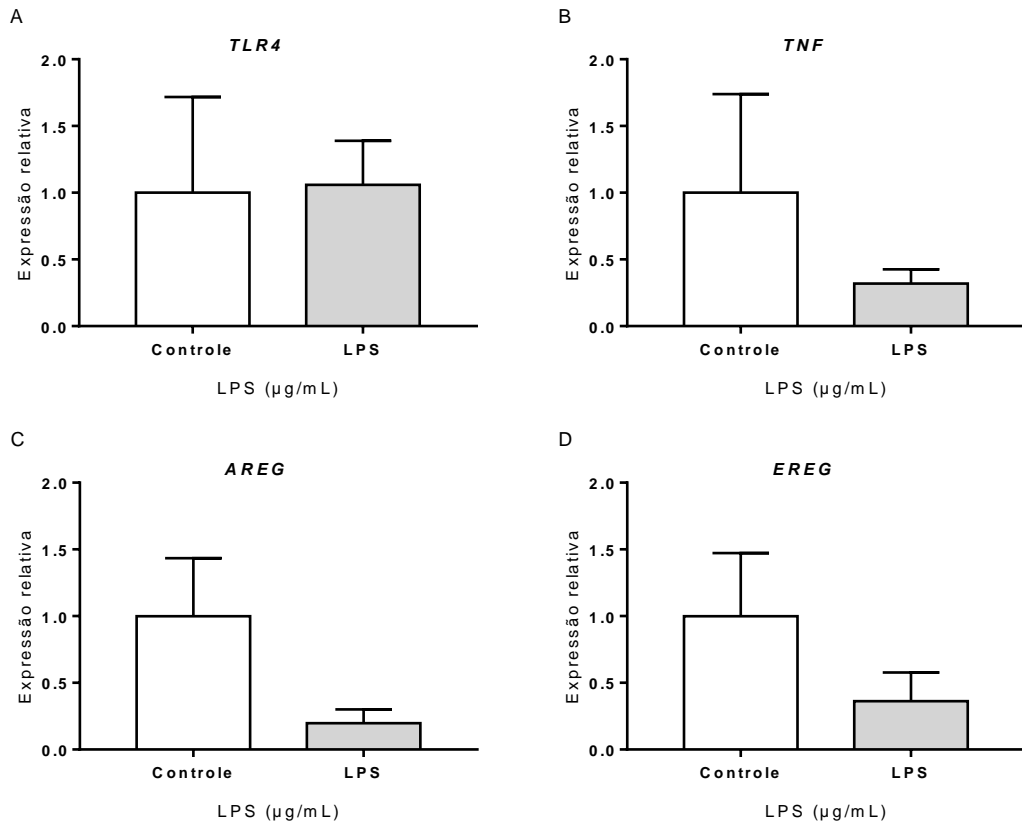 A
TLR4
Expressão relativa
2.0
1.5
1.0
0.5
0.0
Controle LPS
LPS (µg/mL)
B
TNF
Expressão relativa
2.0
1.5
1.0
0.5
0.0
Controle LPS
LPS (µg/mL)
C
AREG
Expressão relativa
2.0
1.5
1.0
0.5
0.0
Controle LPS
LPS (µg/mL)
D
EREG
Expressão relativa
2.0
1.5
1.0
0.5
0.0
Controle LPS
LPS (µg/mL)